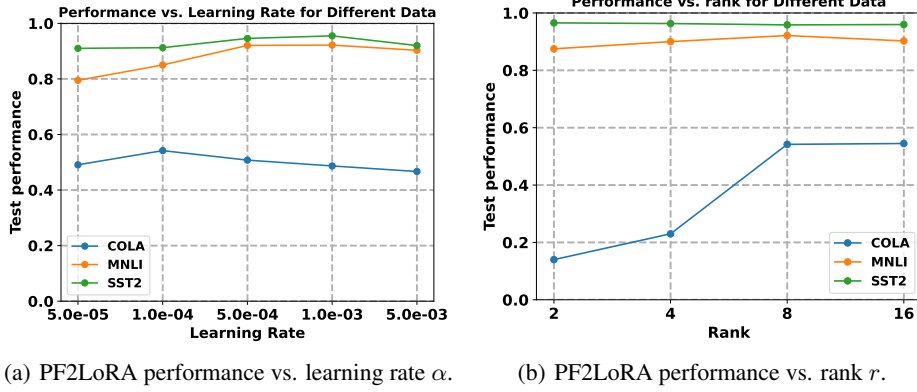 Performance vs. Learning Rate for Different Data
Test performance
1.0
0.8
0.6
0.4
0.2
0.0
COLA
MNLI
SST2
5.0e-05 1.0e-04 5.0e-04 1.0e-03 5.0e-03
Learning Rate
(a) PF2LoRA performance vs. learning rate α.
Performance vs. rank for Different Data
Test performance
1.0
0.8
0.6
0.4
0.2
0.0
COLA
MNLI
SST2
2 4 8 16
Rank
(b) PF2LoRA performance vs. rank r.